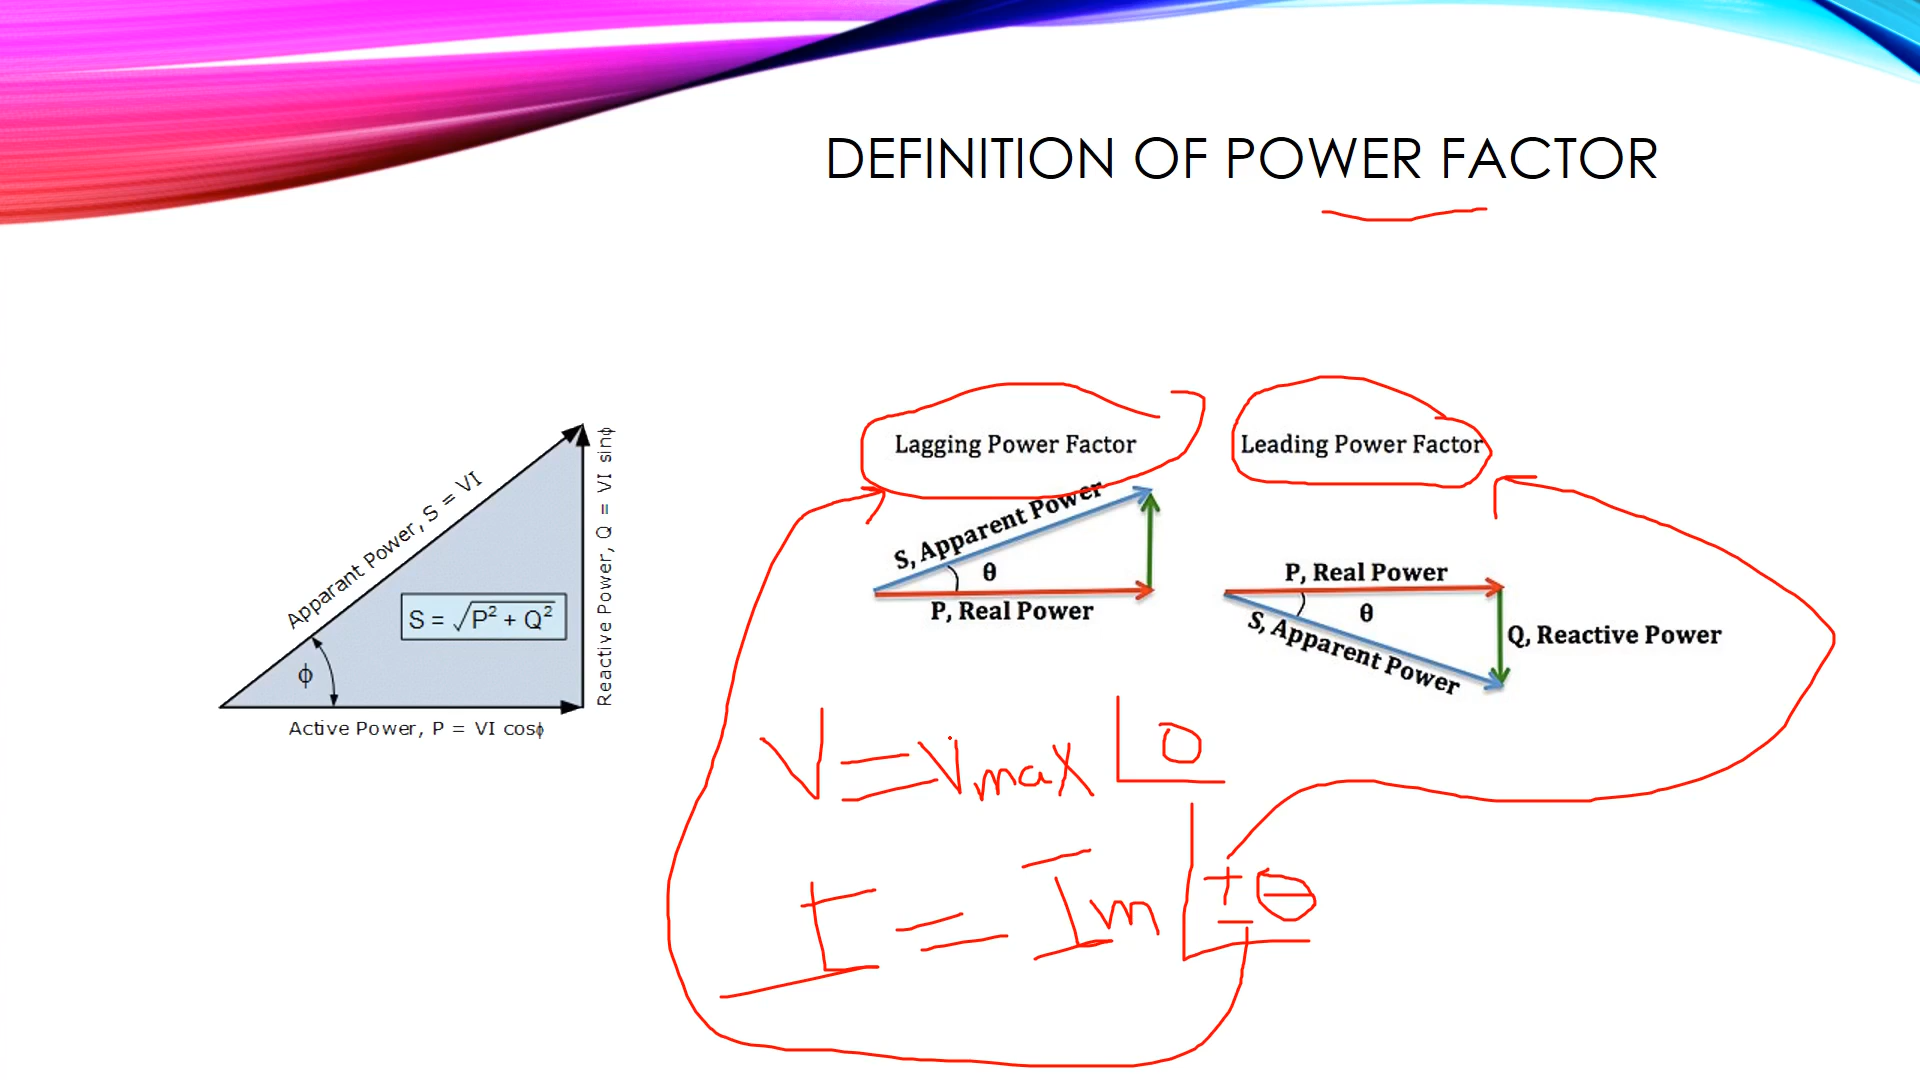 DEFINITION OF POWER FACTOR
Apparant Power, S = VI
S = √P² + Q²
ϕ
Active Power, P = VI cosϕ
Reactive Power, Q = VI sinϕ
Lagging Power Factor
S, Apparent Power
θ
P, Real Power
Leading Power Factor
P, Real Power
θ
S, Apparent Power
Q, Reactive Power
V = Vmax ∠0
I = Im ∠±θ